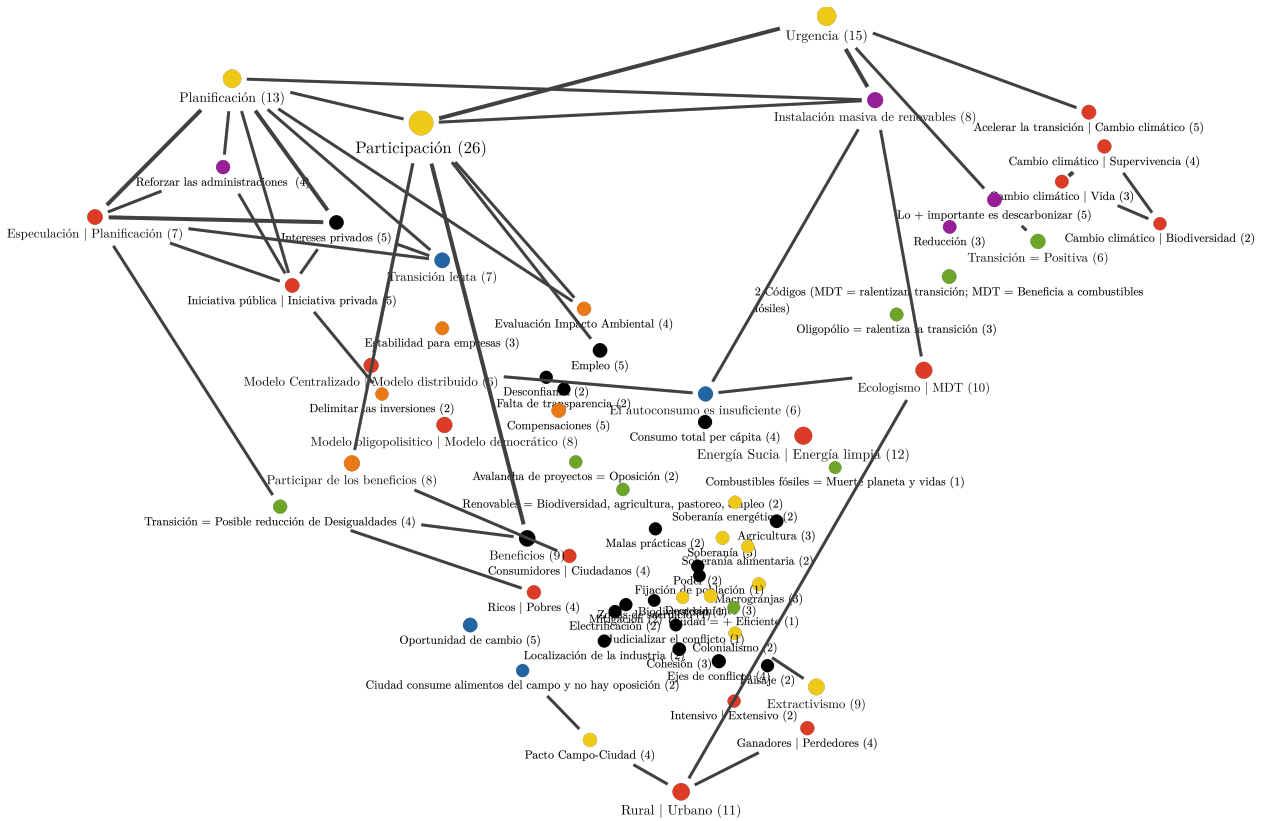 Urgencia (15)
Planificación (13)
Instalación masiva de renovables (8)
Acelerar la transición | Cambio climático (5)
Participación (26)
Cambio climático | Supervivencia (4)
Reforzar las administraciones (4)
Cambio climático | Vida (3)
Lo + importante es descarbonizar (5)
Especulación | Planificación (7)
Intereses privados (5)
Reducción (3)
Cambio climático | Biodiversidad (2)
Transición = Positiva (6)
Transición lenta (7)
2 Códigos (MDT = ralentizan transición; MDT = Beneficia a combustibles
fósiles)
Iniciativa pública | Iniciativa privada (5)
Evaluación Impacto Ambiental (4)
Oligopólio = ralentiza la transición (3)
Estabilidad para empresas (3)
Empleo (5)
Modelo Centralizado | Modelo distribuido (6)
Desconfianza (2)
Ecologismo | MDT (10)
Falta de transparencia (2)
Delimitar las inversiones (2)
El autoconsumo es insuficiente (6)
Compensaciones (5)
Consumo total per cápita (4)
Modelo oligopolisitico | Modelo democrático (8)
Energía Sucia | Energía limpia (12)
Avalancha de proyectos = Oposición (2)
Participar de los beneficios (8)
Combustibles fósiles = Muerte planeta y vidas (1)
Renovables = Biodiversidad, agricultura, pastoreo, empleo (2)
Soberanía energética (2)
Transición = Posible reducción de Desigualdades (4)
Agricultura (3)
Malas prácticas (2)
Soberanía (5)
Beneficios (9)
Soberanía alimentaria (2)
Consumidores | Ciudadanos (4)
Poder (2)
Fijación de población (1)
Macrogranjas (3)
Ricos | Pobres (4)
Biodiversidad
Mitigación (2)
Ciudad = + Eficiente (1)
Electrificación (2)
Oportunidad de cambio (5)
Judicializar el conflicto (1)
Colonialismo (2)
Localización de la industria (2)
Cohesión (3)
Ejes de conflicto (4)
Paisaje (2)
Ciudad consume alimentos del campo y no hay oposición (2)
Extractivismo (9)
Intensivo | Extensivo (2)
Ganadores | Perdedores (4)
Pacto Campo-Ciudad (4)
Rural | Urbano (11)